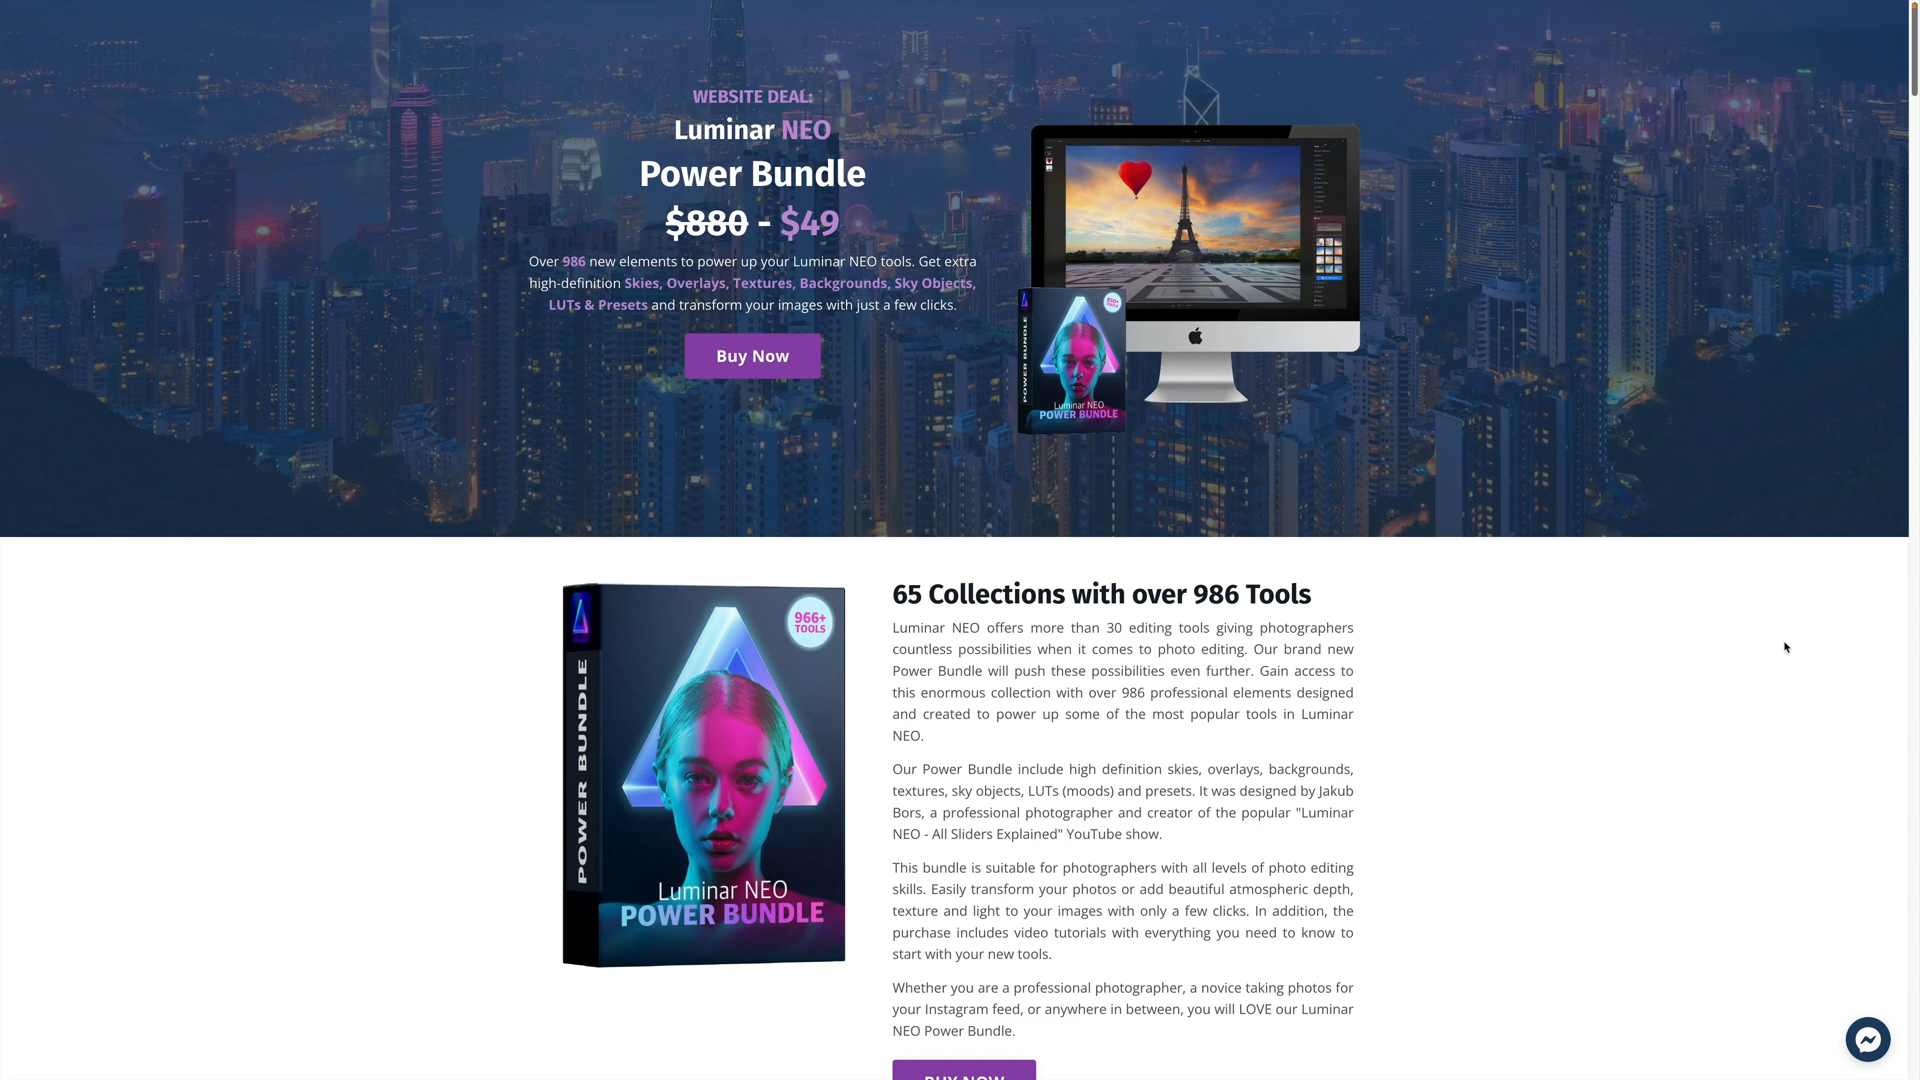 WEBSITE DEAL:
Luminar NEO
Power Bundle
$880 - $49
Over 986 new elements to power up your Luminar NEO tools. Get extra
high-definition Skies, Overlays, Textures, Backgrounds, Sky Objects,
LUTs & Presets and transform your images with just a few clicks.
Buy Now
850+
TOOLS
POWER BUNDLE
Luminar NEO
POWER BUNDLE
966+
TOOLS
POWER BUNDLE
Luminar NEO
POWER BUNDLE
65 Collections with over 986 Tools
Luminar NEO offers more than 30 editing tools giving photographers
countless possibilities when it comes to photo editing. Our brand new
Power Bundle will push these possibilities even further. Gain access to
this enormous collection with over 986 professional elements designed
and created to power up some of the most popular tools in Luminar
NEO.
Our Power Bundle include high definition skies, overlays, backgrounds,
textures, sky objects, LUTs (moods) and presets. It was designed by Jakub
Bors, a professional photographer and creator of the popular "Luminar
NEO - All Sliders Explained" YouTube show.
This bundle is suitable for photographers with all levels of photo editing
skills. Easily transform your photos or add beautiful atmospheric depth,
texture and light to your images with only a few clicks. In addition, the
purchase includes video tutorials with everything you need to know to
start with your new tools.
Whether you are a professional photographer, a novice taking photos for
your Instagram feed, or anywhere in between, you will LOVE our Luminar
NEO Power Bundle.
BUY NOW